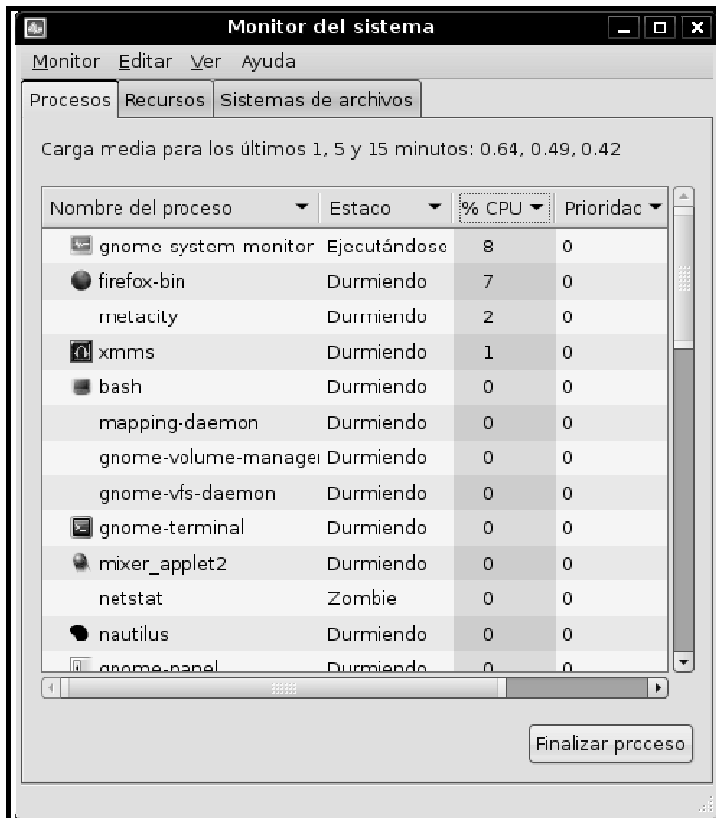 Monitor del sistema
Monitor Editar Ver Ayuda
Procesos Recursos Sistemas de archivos
Carga media para los últimos 1, 5 y 15 minutos: 0.64, 0.49, 0.42
Nombre del proceso Estado % CPU Prioridad
gnome-system-monitor Ejecutándose 8 0
firefox-bin Durmiendo 7 0
metacity Durmiendo 2 0
xmms Durmiendo 1 0
bash Durmiendo 0 0
mapping-daemon Durmiendo 0 0
gnome-volume-manager Durmiendo 0 0
gnome-vfs-daemon Durmiendo 0 0
gnome-terminal Durmiendo 0 0
mixer_applet2 Durmiendo 0 0
netstat Zombie 0 0
nautilus Durmiendo 0 0
gnome-panel Durmiendo 0 0
Finalizar proceso